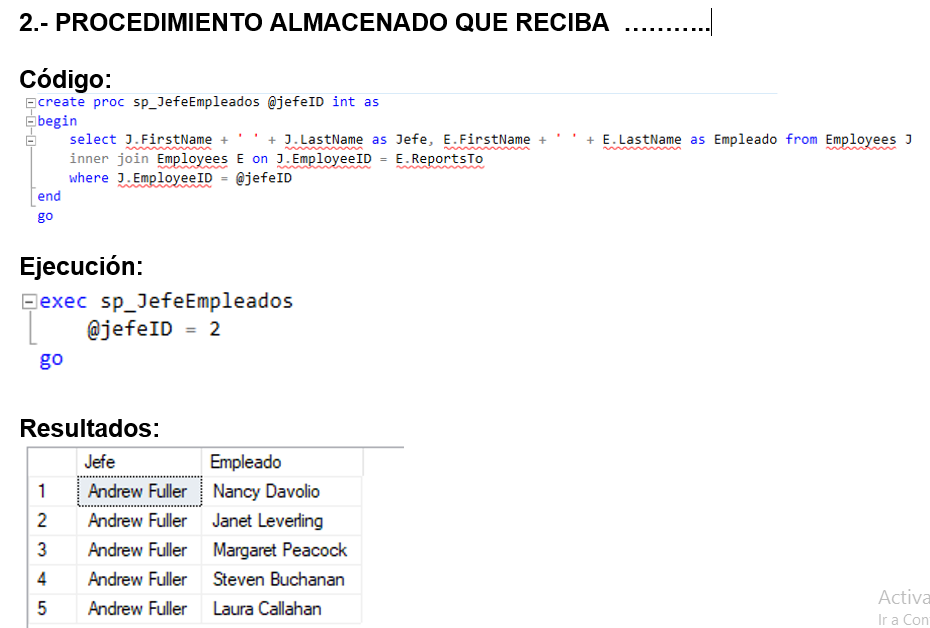 2.- PROCEDIMIENTO ALMACENADO QUE RECIBA ………..
Código:
create proc sp_JefeEmpleados @jefeID int as
begin
select J.FirstName + ' ' + J.LastName as Jefe, E.FirstName + ' ' + E.LastName as Empleado from Employees J
inner join Employees E on J.EmployeeID = E.ReportsTo
where J.EmployeeID = @jefeID
end
go
Ejecución:
exec sp_JefeEmpleados
@jefeID = 2
go
Resultados:
Jefe Empleado
1 Andrew Fuller Nancy Davolio
2 Andrew Fuller Janet Leverling
3 Andrew Fuller Margaret Peacock
4 Andrew Fuller Steven Buchanan
5 Andrew Fuller Laura Callahan
Activa
Ir a Con